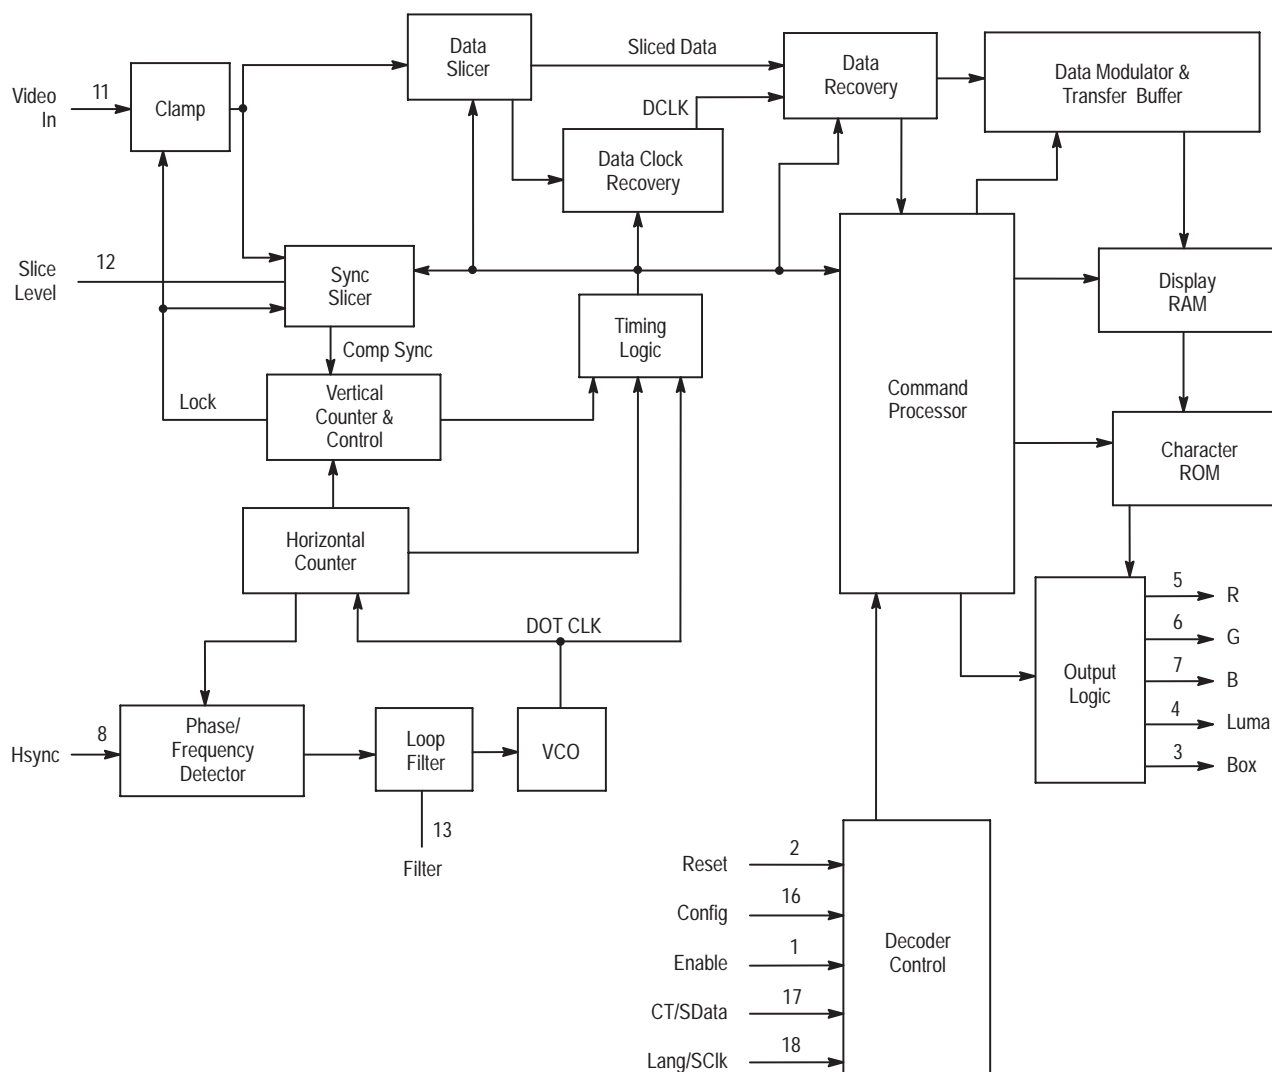 Data
Slicer
Sliced Data
Data
Recovery
Data Modulator &
Transfer Buffer
11
Video
In
Clamp
DCLK
Data Clock
Recovery
12
Slice
Level
Sync
Slicer
Display
RAM
Timing
Logic
Comp Sync
Lock
Vertical
Counter &
Control
Command
Processor
Character
ROM
Horizontal
Counter
DOT CLK
5
R
6
G
7
B
4
Luma
3
Box
Output
Logic
8
Hsync
Phase/
Frequency
Detector
Loop
Filter
VCO
13
Filter
2
Reset
16
Config
1
Enable
17
CT/SData
18
Lang/SClk
Decoder
Control